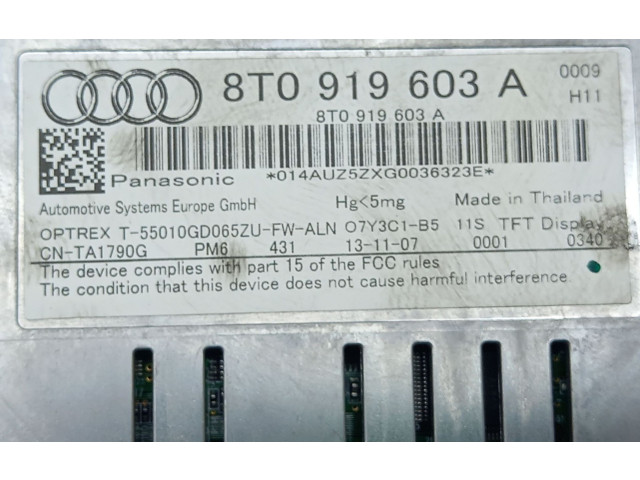 8T0 919 603 A 0009
H11
8T0 919 603 A
Panasonic *014AUZ5ZXG0036323E*
Automotive Systems Europe GmbH Hg<5mg Made in Thailand
OPTREX T-55010GD065ZU-FW-ALN 07Y3C1-B5 11S TFT Display
CN-TA1790G PM6 431 13-11-07 0001 0340
The device complies with part 15 of the FCC rules
The condition that this device does not cause harmful interference.